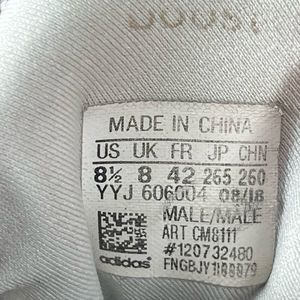 BOOST
MADE IN CHINA
US UK FR JP CHN
8½ 8 42 265 260
YYJ 606004 08/18
MALE/MALE
ART CM8111
#120732480
adidas